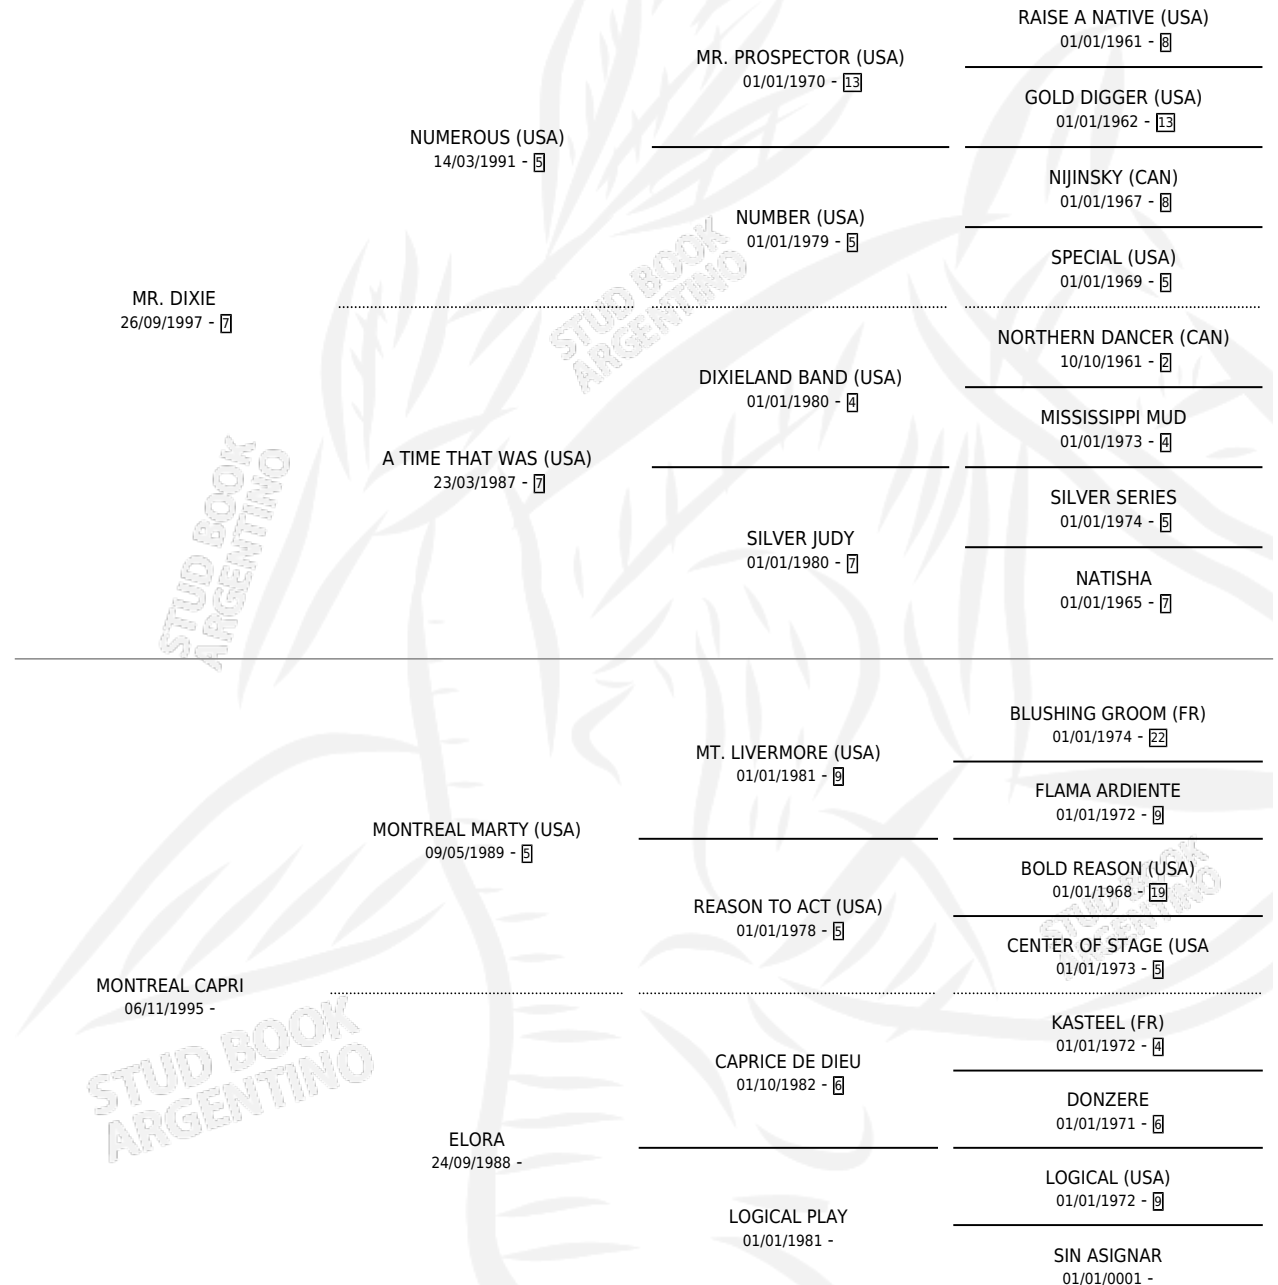 RAISE A NATIVE (USA)
01/01/1961 - 8
MR. PROSPECTOR (USA)
01/01/1970 - 13
GOLD DIGGER (USA)
01/01/1962 - 13
NUMEROUS (USA)
14/03/1991 - 5
NIJINSKY (CAN)
01/01/1967 - 8
NUMBER (USA)
01/01/1979 - 5
SPECIAL (USA)
01/01/1969 - 5
MR. DIXIE
26/09/1997 - 7
STUD BOOK
ARGENTINO
NORTHERN DANCER (CAN)
10/10/1961 - 2
DIXIELAND BAND (USA)
01/01/1980 - 4
MISSISSIPPI MUD
01/01/1973 - 4
A TIME THAT WAS (USA)
23/03/1987 - 7
SILVER SERIES
01/01/1974 - 5
SILVER JUDY
01/01/1980 - 7
NATISHA
01/01/1965 - 7
STUD BOOK
ARGENTINO
BLUSHING GROOM (FR)
01/01/1974 - 22
MT. LIVERMORE (USA)
01/01/1981 - 9
FLAMA ARDIENTE
01/01/1972 - 9
MONTREAL MARTY (USA)
09/05/1989 - 5
BOLD REASON (USA)
01/01/1968 - 19
REASON TO ACT (USA)
01/01/1978 - 5
CENTER OF STAGE (USA
01/01/1973 - 5
STUD BOOK
ARGENTINO
MONTREAL CAPRI
06/11/1995 -
KASTEEL (FR)
01/01/1972 - 4
CAPRICE DE DIEU
01/10/1982 - 6
DONZERE
01/01/1971 - 6
STUD BOOK
ARGENTINO
ELORA
24/09/1988 -
LOGICAL (USA)
01/01/1972 - 9
LOGICAL PLAY
01/01/1981 -
SIN ASIGNAR
01/01/0001 -